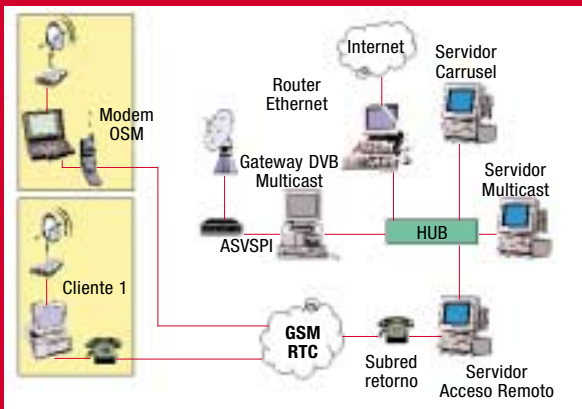 Internet
Servidor
Carrusel
Router
Ethernet
Modem
OSM
Gateway DVB
Multicast
Servidor
Multicast
HUB
ASVSPI
Cliente 1
GSM
RTC
Subred
retorno
Servidor
Acceso Remoto